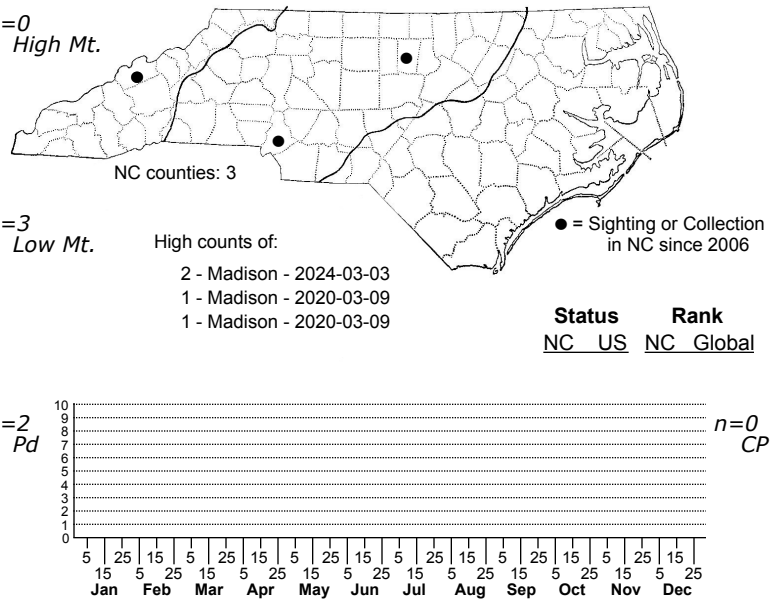 =0
High Mt.
NC counties: 3
=3
Low Mt.
High counts of:
2 - Madison - 2024-03-03
1 - Madison - 2020-03-09
1 - Madison - 2020-03-09
● = Sighting or Collection
in NC since 2006
Status Rank
NC US NC Global
=2
Pd
n=0
CP
10
9
8
7
6
5
4
3
2
1
0
5 25 15 5 25 15 5 25 15 5 25 15 5 25 15 5 25 15
15 5 25 15 5 25 15 5 25 15 5 25 15 5 25 15 5 25
Jan Feb Mar Apr May Jun Jul Aug Sep Oct Nov Dec